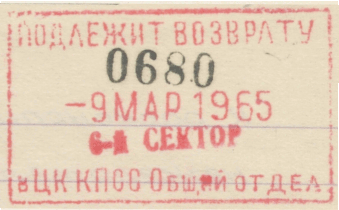 ПОДЛЕЖИТ ВОЗВРАТУ
0680
-9 МАР 1965
6-й СЕКТОР
в ЦК КПСС Общий отдел